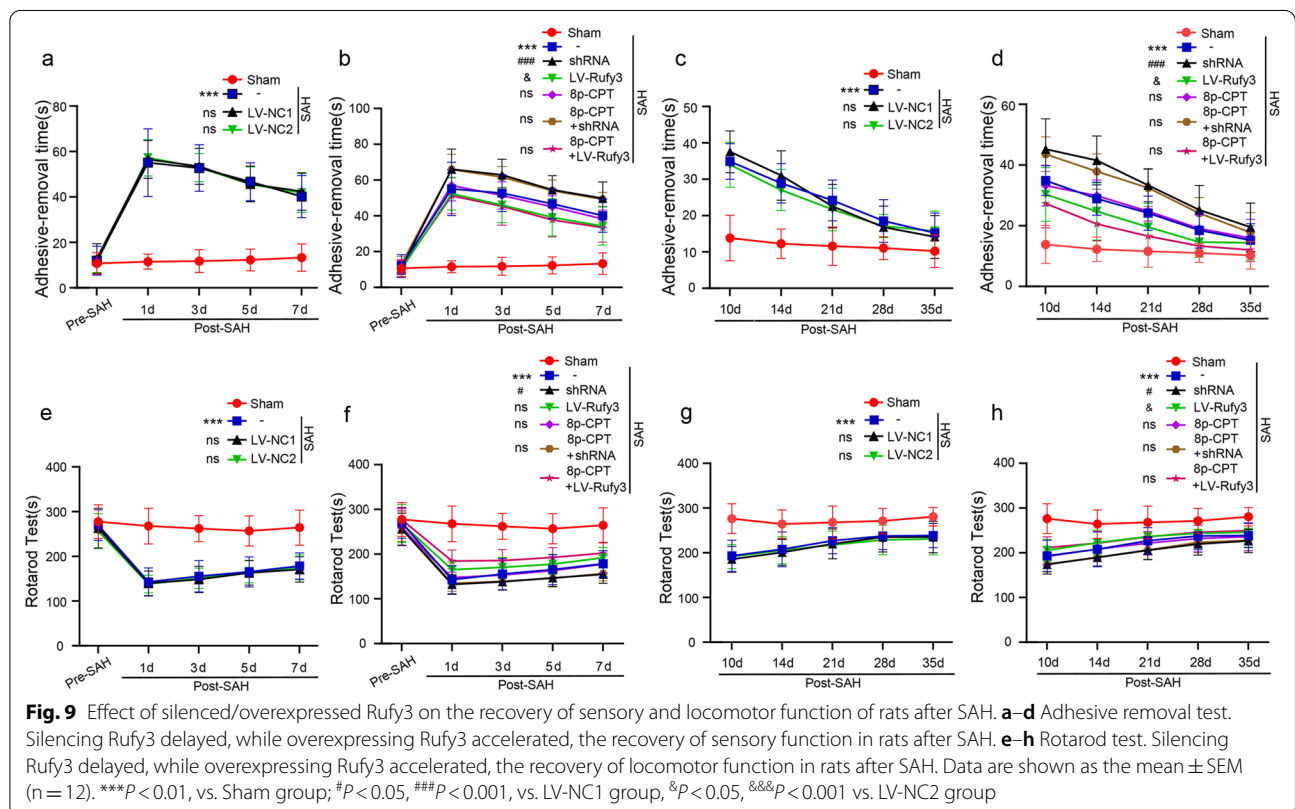 a
Sham
*** -
ns LV-NC1
ns LV-NC2
SAH
Adhesive-removal time(s)
80
60
40
20
0
Pre-SAH
1d 3d 5d 7d
Post-SAH
b
Sham
*** -
### shRNA
& LV-Rufy3
ns 8p-CPT
ns 8p-CPT
+shRNA
ns 8p-CPT
+LV-Rufy3
SAH
Adhesive-removal time(s)
100
80
60
40
20
0
Pre-SAH
1d 3d 5d 7d
Post-SAH
c
Sham
*** -
ns LV-NC1
ns LV-NC2
SAH
Adhesive-removal time(s)
50
40
30
20
10
0
10d 14d 21d 28d 35d
Post-SAH
d
Sham
*** -
### shRNA
& LV-Rufy3
ns 8p-CPT
ns 8p-CPT
+shRNA
ns 8p-CPT
+LV-Rufy3
SAH
Adhesive-removal time(s)
60
40
20
0
10d 14d 21d 28d 35d
Post-SAH
e
Sham
*** -
ns LV-NC1
ns LV-NC2
SAH
Rotarod Test(s)
400
300
200
100
0
Pre-SAH
1d 3d 5d 7d
Post-SAH
f
Sham
*** -
# shRNA
ns LV-Rufy3
ns 8p-CPT
ns 8p-CPT
+shRNA
ns 8p-CPT
+LV-Rufy3
SAH
Rotarod Test(s)
400
300
200
100
0
Pre-SAH
1d 3d 5d 7d
Post-SAH
g
Sham
*** -
ns LV-NC1
ns LV-NC2
SAH
Rotarod Test(s)
400
300
200
100
0
10d 14d 21d 28d 35d
Post-SAH
h
Sham
*** -
# shRNA
& LV-Rufy3
ns 8p-CPT
ns 8p-CPT
+shRNA
ns 8p-CPT
+LV-Rufy3
SAH
Rotarod Test(s)
400
300
200
100
0
10d 14d 21d 28d 35d
Post-SAH
Fig. 9 Effect of silenced/overexpressed Rufy3 on the recovery of sensory and locomotor function of rats after SAH. a–d Adhesive removal test.
Silencing Rufy3 delayed, while overexpressing Rufy3 accelerated, the recovery of sensory function in rats after SAH. e–h Rotarod test. Silencing
Rufy3 delayed, while overexpressing Rufy3 accelerated, the recovery of locomotor function in rats after SAH. Data are shown as the mean ± SEM
(n = 12). ***P < 0.01, vs. Sham group; #P < 0.05, ###P < 0.001, vs. LV-NC1 group, &P < 0.05, &&&P < 0.001 vs. LV-NC2 group